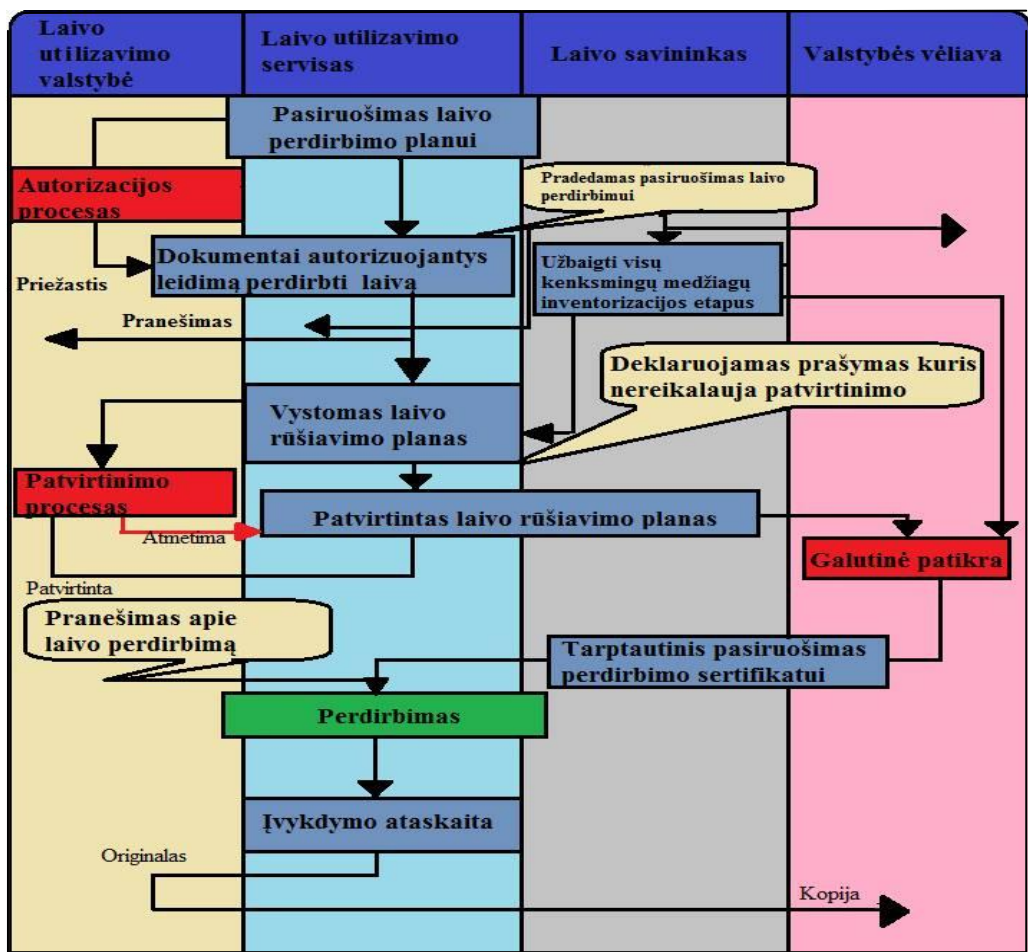 Laivo
utilizavimo
valstybė
Laivo utilizavimo
servisas
Laivo savininkas
Valstybės vėliava
Pasiruošimas laivo
perdirbimo planui
Autorizacijos
procesas
Pradedamas pasiruošimas laivo
perdirbimui
Dokumentai autorizuojantys
leidimą perdirbti laivą
Užbaigti visų
kenksmingų medžiagų
inventorizacijos etapus
Priežastis
Pranešimas
Deklaruojamas prašymas kuris
nereikalauja patvirtinimo
Vystomas laivo
rūšiavimo planas
Patvirtinimo
procesas
Patvirtintas laivo rūšiavimo planas
Atmetima
Galutinė patikra
Patvirtinta
Pranešimas apie
laivo perdirbimą
Tarptautinis pasiruošimas
perdirbimo sertifikatui
Perdirbimas
Įvykdymo ataskaita
Originalas
Kopija